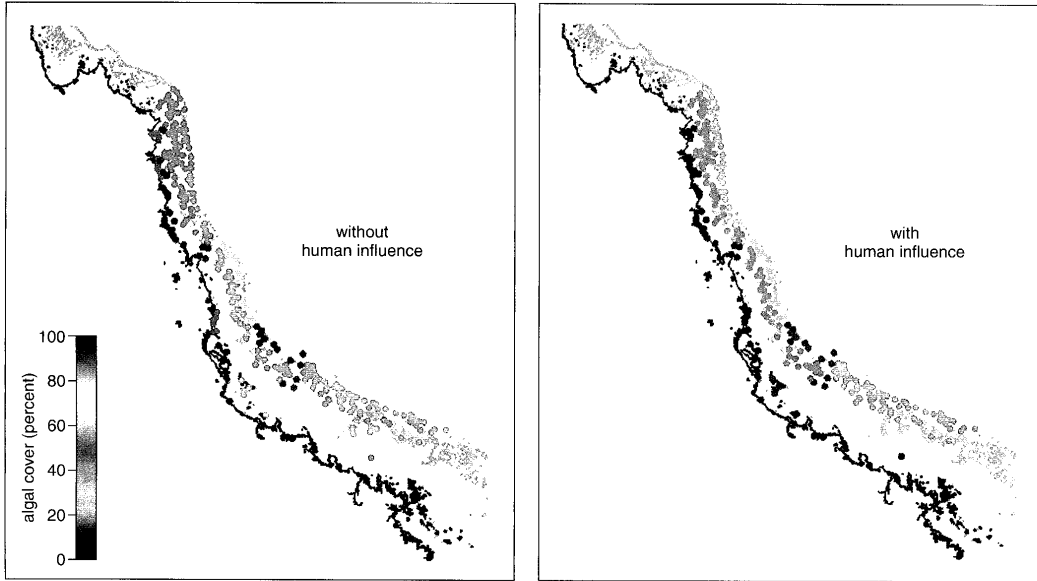 without
human influence
with
human influence
algal cover (percent)
100
80
60
40
20
0